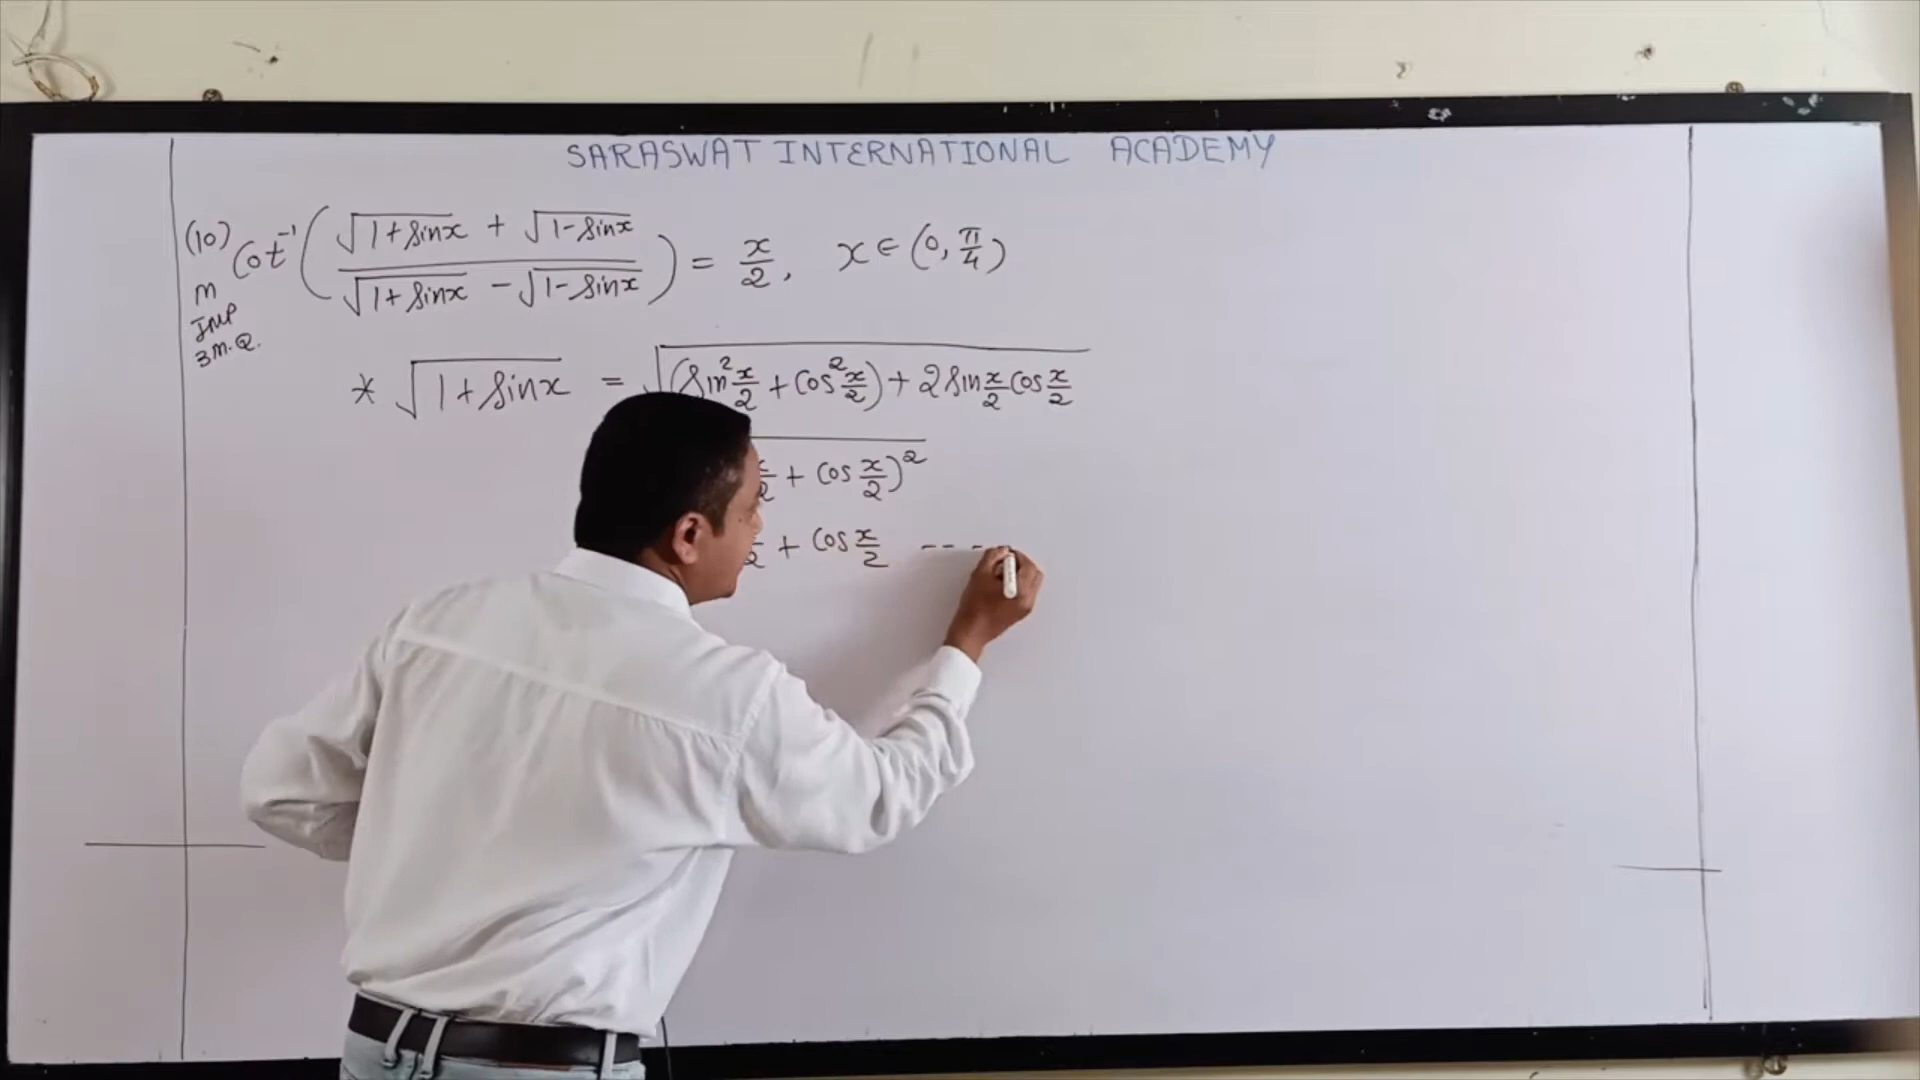 SARASWAT INTERNATIONAL ACADEMY
(10) Cot⁻¹((√(1+sinx) + √(1-sinx))/(√(1+sinx) - √(1-sinx))) = x/2, x ∈ (0, π/4)
M
IMP
3M.Q.
* √(1+sinx) = √((sin²x/2 + cos²x/2) + 2sinx/2 cosx/2)
+ cos x/2)²
+ cos x/2 ----